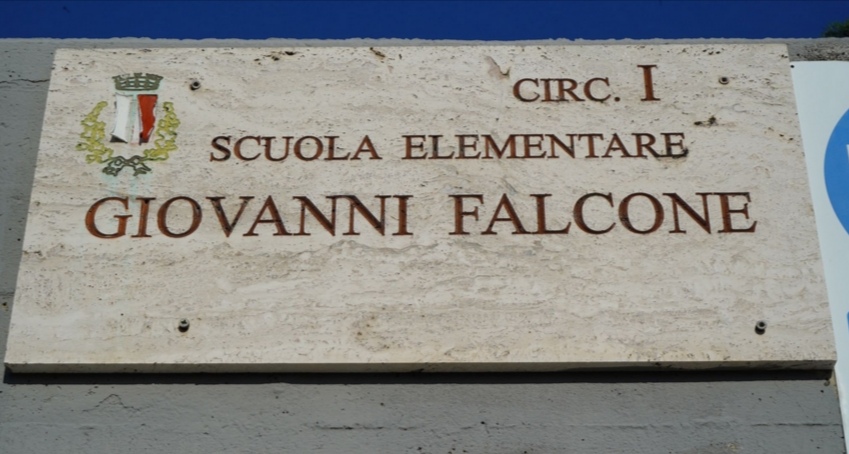 CIRC. I
SCUOLA ELEMENTARE
GIOVANNI FALCONE